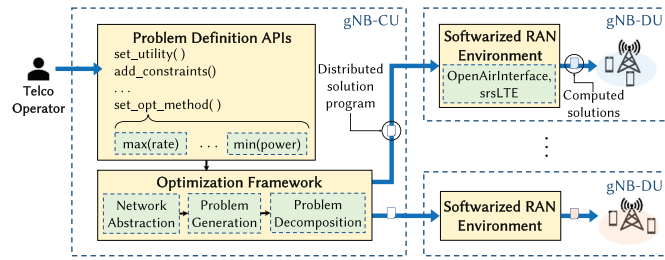 gNB-CU
Problem Definition APIs
set_utility( )
add_constraints()
. . .
set_opt_method( )
max(rate)
. . .
min(power)
Telco
Operator
Optimization Framework
Network
Abstraction
Problem
Generation
Problem
Decomposition
Distributed
solution
program
gNB-DU
Softwarized RAN
Environment
OpenAirInterface,
srsLTE
Computed
solutions
gNB-DU
Softwarized RAN
Environment